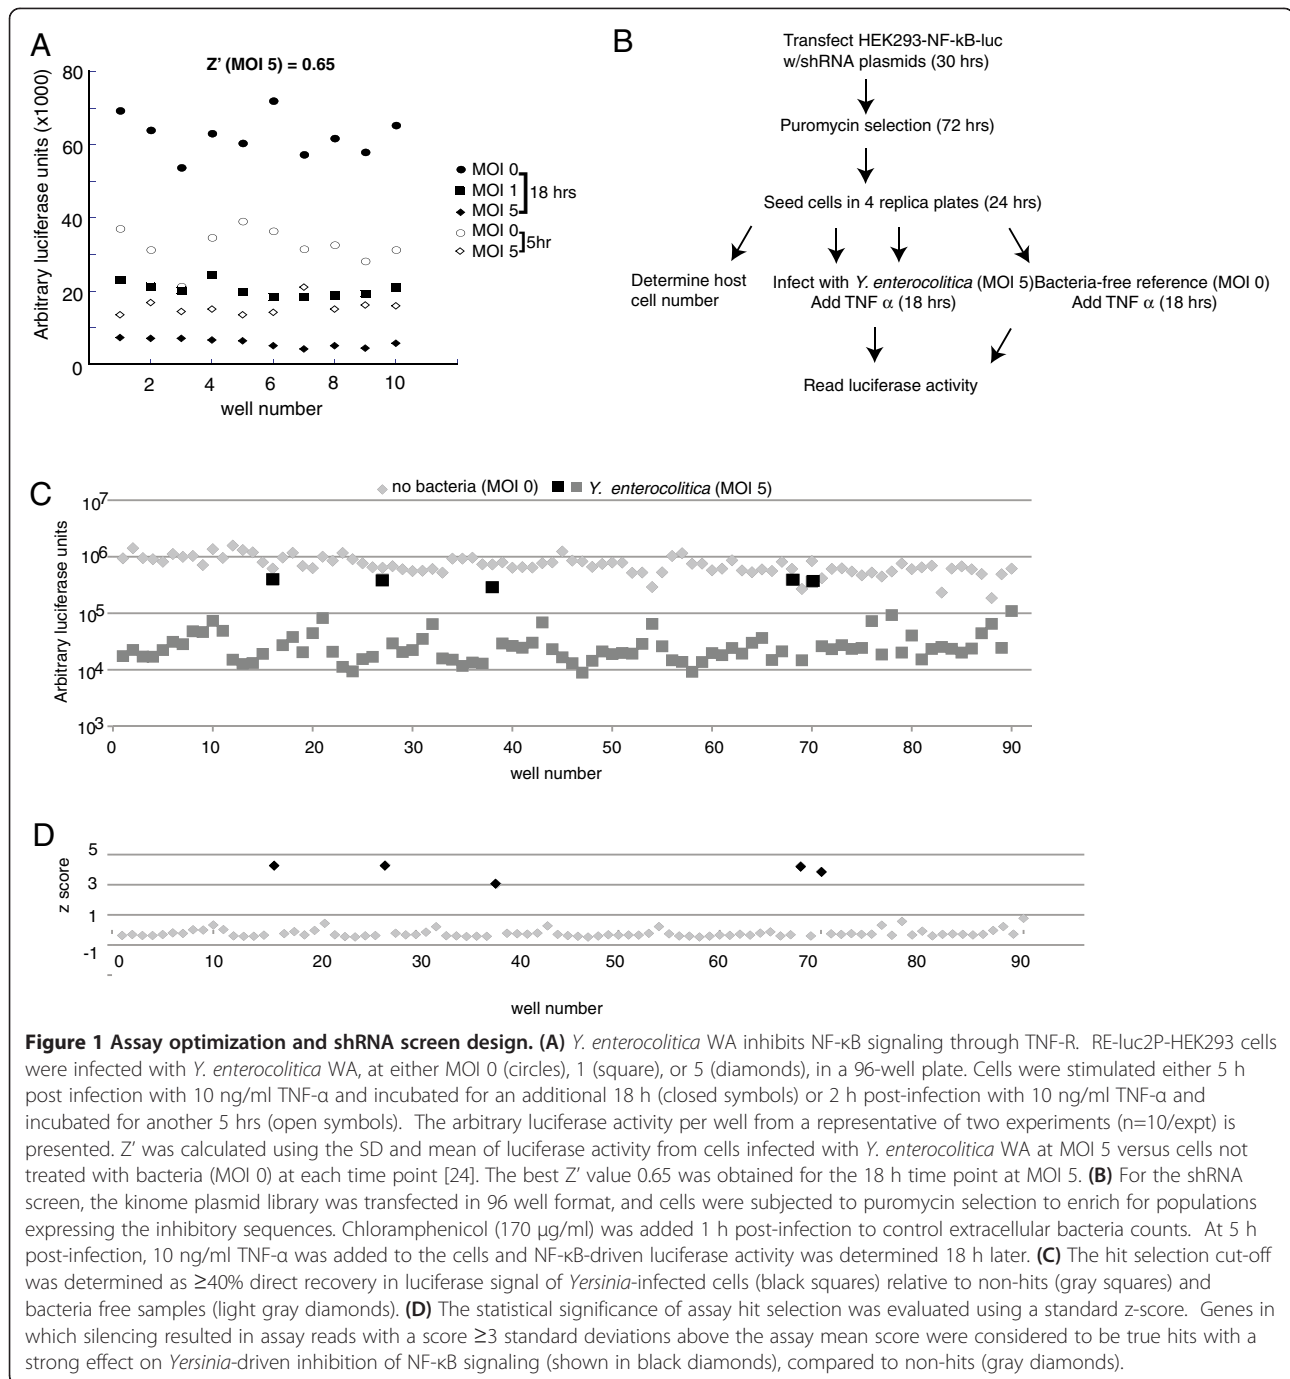 A
Z' (MOI 5) = 0.65
Arbitrary luciferase units (x1000)
80
60
40
20
0
2
4
6
8
10
well number
MOI 0
MOI 1
MOI 5
18 hrs
MOI 0
MOI 5
5hr
B
Transfect HEK293-NF-kB-luc
w/shRNA plasmids (30 hrs)
Puromycin selection (72 hrs)
Seed cells in 4 replica plates (24 hrs)
Determine host
cell number
Infect with Y. enterocolitica (MOI 5)
Add TNF α (18 hrs)
Bacteria-free reference (MOI 0)
Add TNF α (18 hrs)
Read luciferase activity
C
no bacteria (MOI 0)
Y. enterocolitica (MOI 5)
Arbitrary luciferase units
10⁷
10⁶
10⁵
10⁴
10³
0
10
20
30
40
50
60
70
80
90
well number
D
z score
5
3
1
-1
0
10
20
30
40
50
60
70
80
90
well number
Figure 1 Assay optimization and shRNA screen design. (A) Y. enterocolitica WA inhibits NF-κB signaling through TNF-R. RE-luc2P-HEK293 cells
were infected with Y. enterocolitica WA, at either MOI 0 (circles), 1 (square), or 5 (diamonds), in a 96-well plate. Cells were stimulated either 5 h
post infection with 10 ng/ml TNF-α and incubated for an additional 18 h (closed symbols) or 2 h post-infection with 10 ng/ml TNF-α and
incubated for another 5 hrs (open symbols). The arbitrary luciferase activity per well from a representative of two experiments (n=10/expt) is
presented. Z' was calculated using the SD and mean of luciferase activity from cells infected with Y. enterocolitica WA at MOI 5 versus cells not
treated with bacteria (MOI 0) at each time point [24]. The best Z' value 0.65 was obtained for the 18 h time point at MOI 5. (B) For the shRNA
screen, the kinome plasmid library was transfected in 96 well format, and cells were subjected to puromycin selection to enrich for populations
expressing the inhibitory sequences. Chloramphenicol (170 μg/ml) was added 1 h post-infection to control extracellular bacteria counts. At 5 h
post-infection, 10 ng/ml TNF-α was added to the cells and NF-κB-driven luciferase activity was determined 18 h later. (C) The hit selection cut-off
was determined as ≥40% direct recovery in luciferase signal of Yersinia-infected cells (black squares) relative to non-hits (gray squares) and
bacteria free samples (light gray diamonds). (D) The statistical significance of assay hit selection was evaluated using a standard z-score. Genes in
which silencing resulted in assay reads with a score ≥3 standard deviations above the assay mean score were considered to be true hits with a
strong effect on Yersinia-driven inhibition of NF-κB signaling (shown in black diamonds), compared to non-hits (gray diamonds).